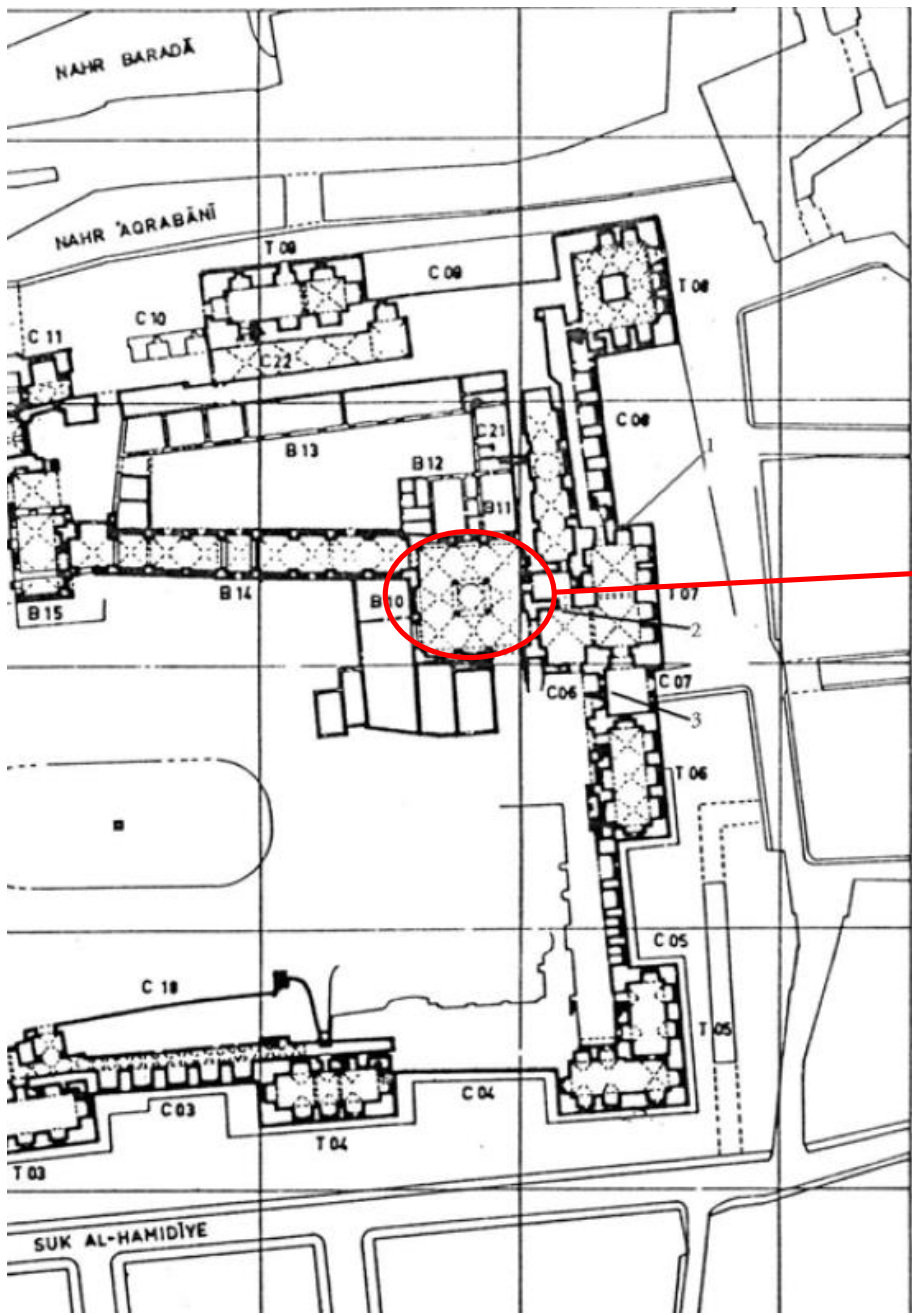 NAHR BARADĀ
NAHR 'AQRABĀNĪ
T 09
C 09
T 08
C 10
C 11
C 22
C 08
1
B 13
C 21
B 12
B 11
B 14
B 10
T 07
2
B 15
C 06
C 07
3
T 06
C 05
C 18
T 05
C 03
C 04
T 04
T 03
SUK AL-HAMIDĪYE